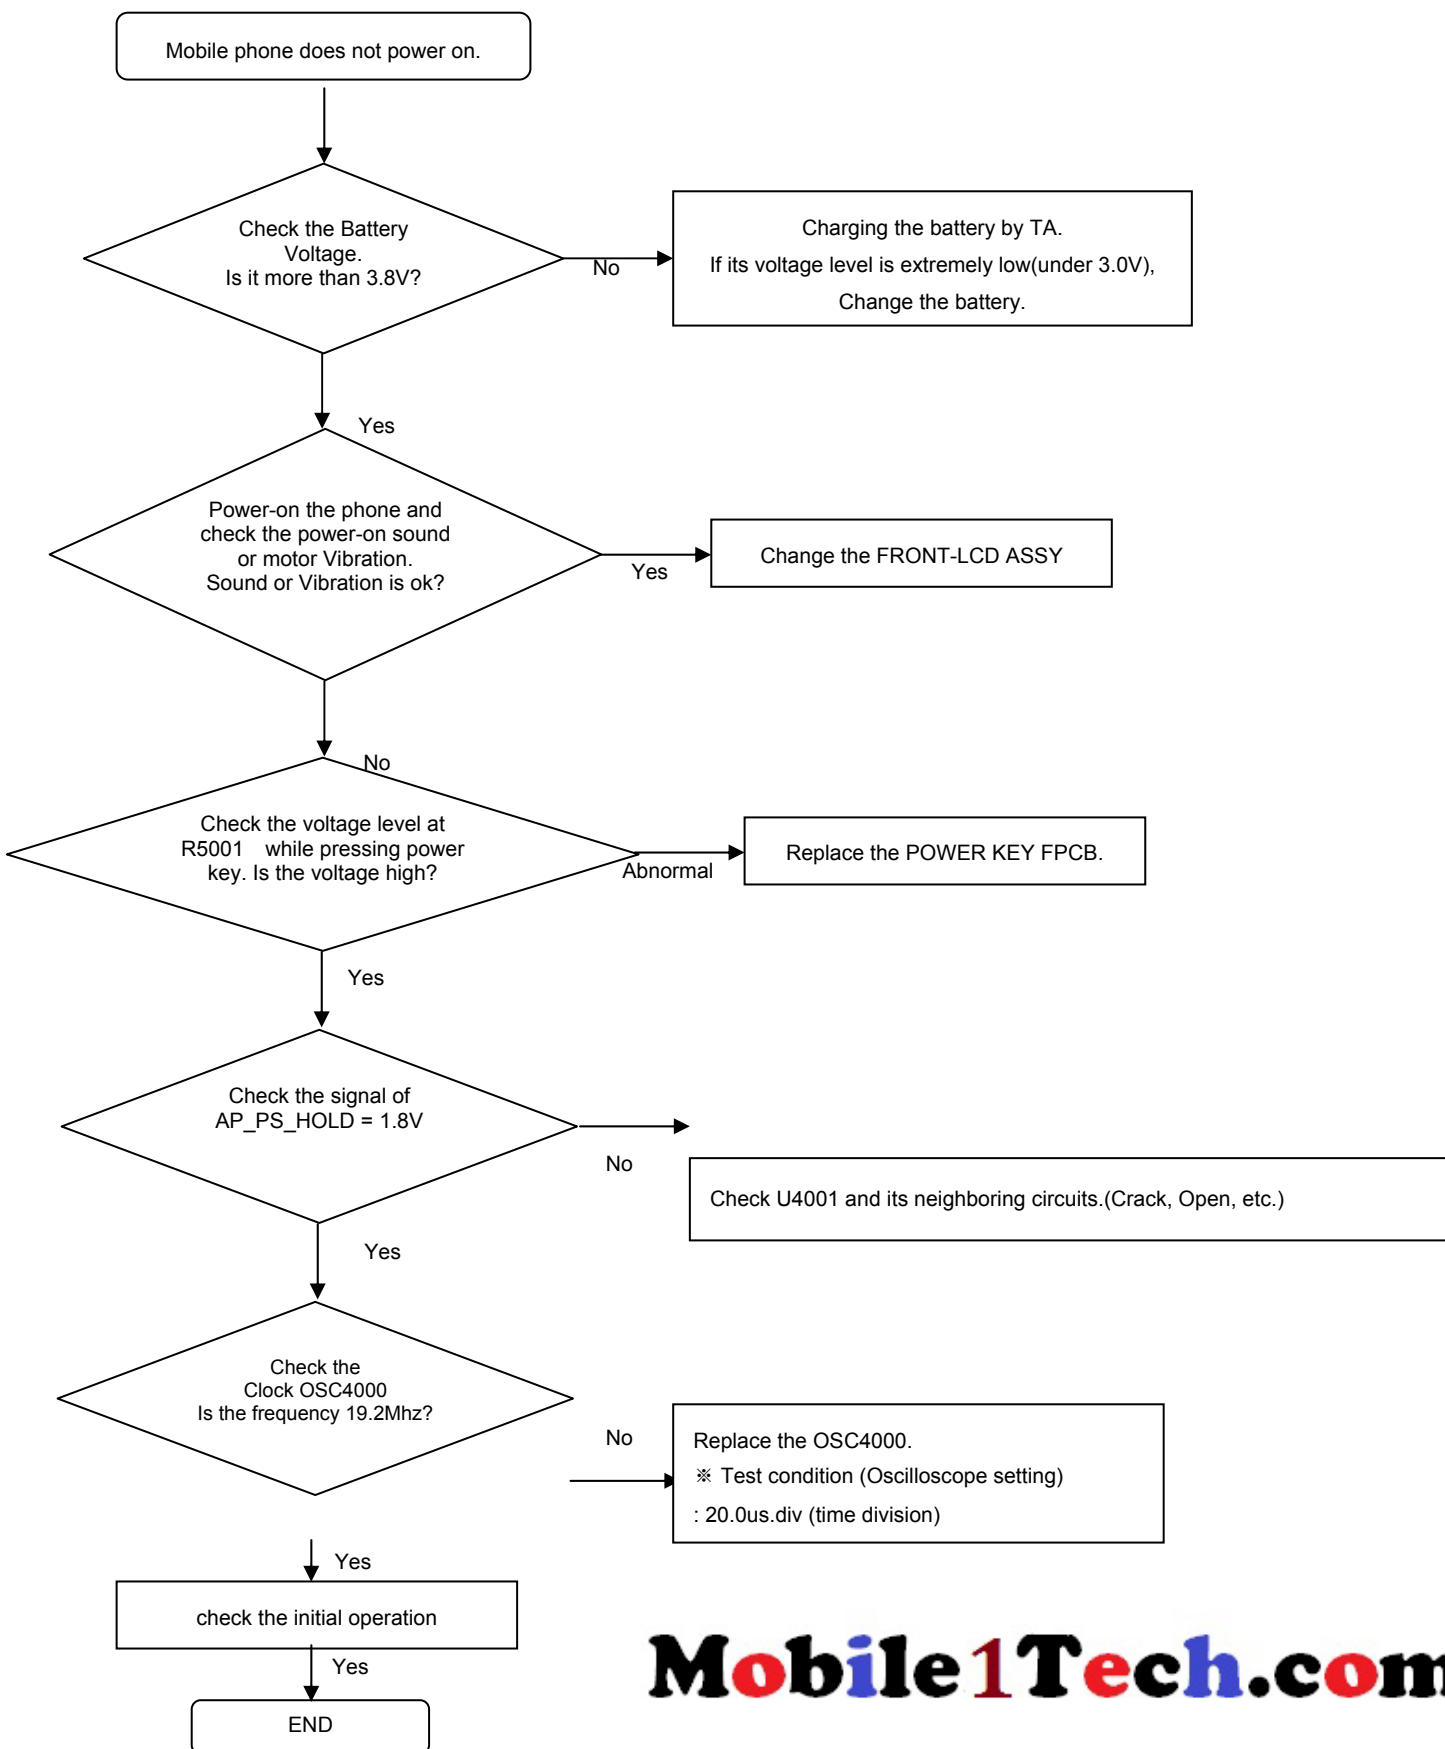 Mobile phone does not power on.
Check the Battery
Voltage.
Is it more than 3.8V?
No
Charging the battery by TA.
If its voltage level is extremely low(under 3.0V),
Change the battery.
Yes
Power-on the phone and
check the power-on sound
or motor Vibration.
Sound or Vibration is ok?
Yes
Change the FRONT-LCD ASSY
No
Check the voltage level at
R5001 while pressing power
key. Is the voltage high?
Abnormal
Replace the POWER KEY FPCB.
Yes
Check the signal of
AP_PS_HOLD = 1.8V
No
Check U4001 and its neighboring circuits.(Crack, Open, etc.)
Yes
Check the
Clock OSC4000
Is the frequency 19.2Mhz?
No
Replace the OSC4000.
※ Test condition (Oscilloscope setting)
: 20.0us.div (time division)
Yes
check the initial operation
Yes
END
Mobile1Tech.com